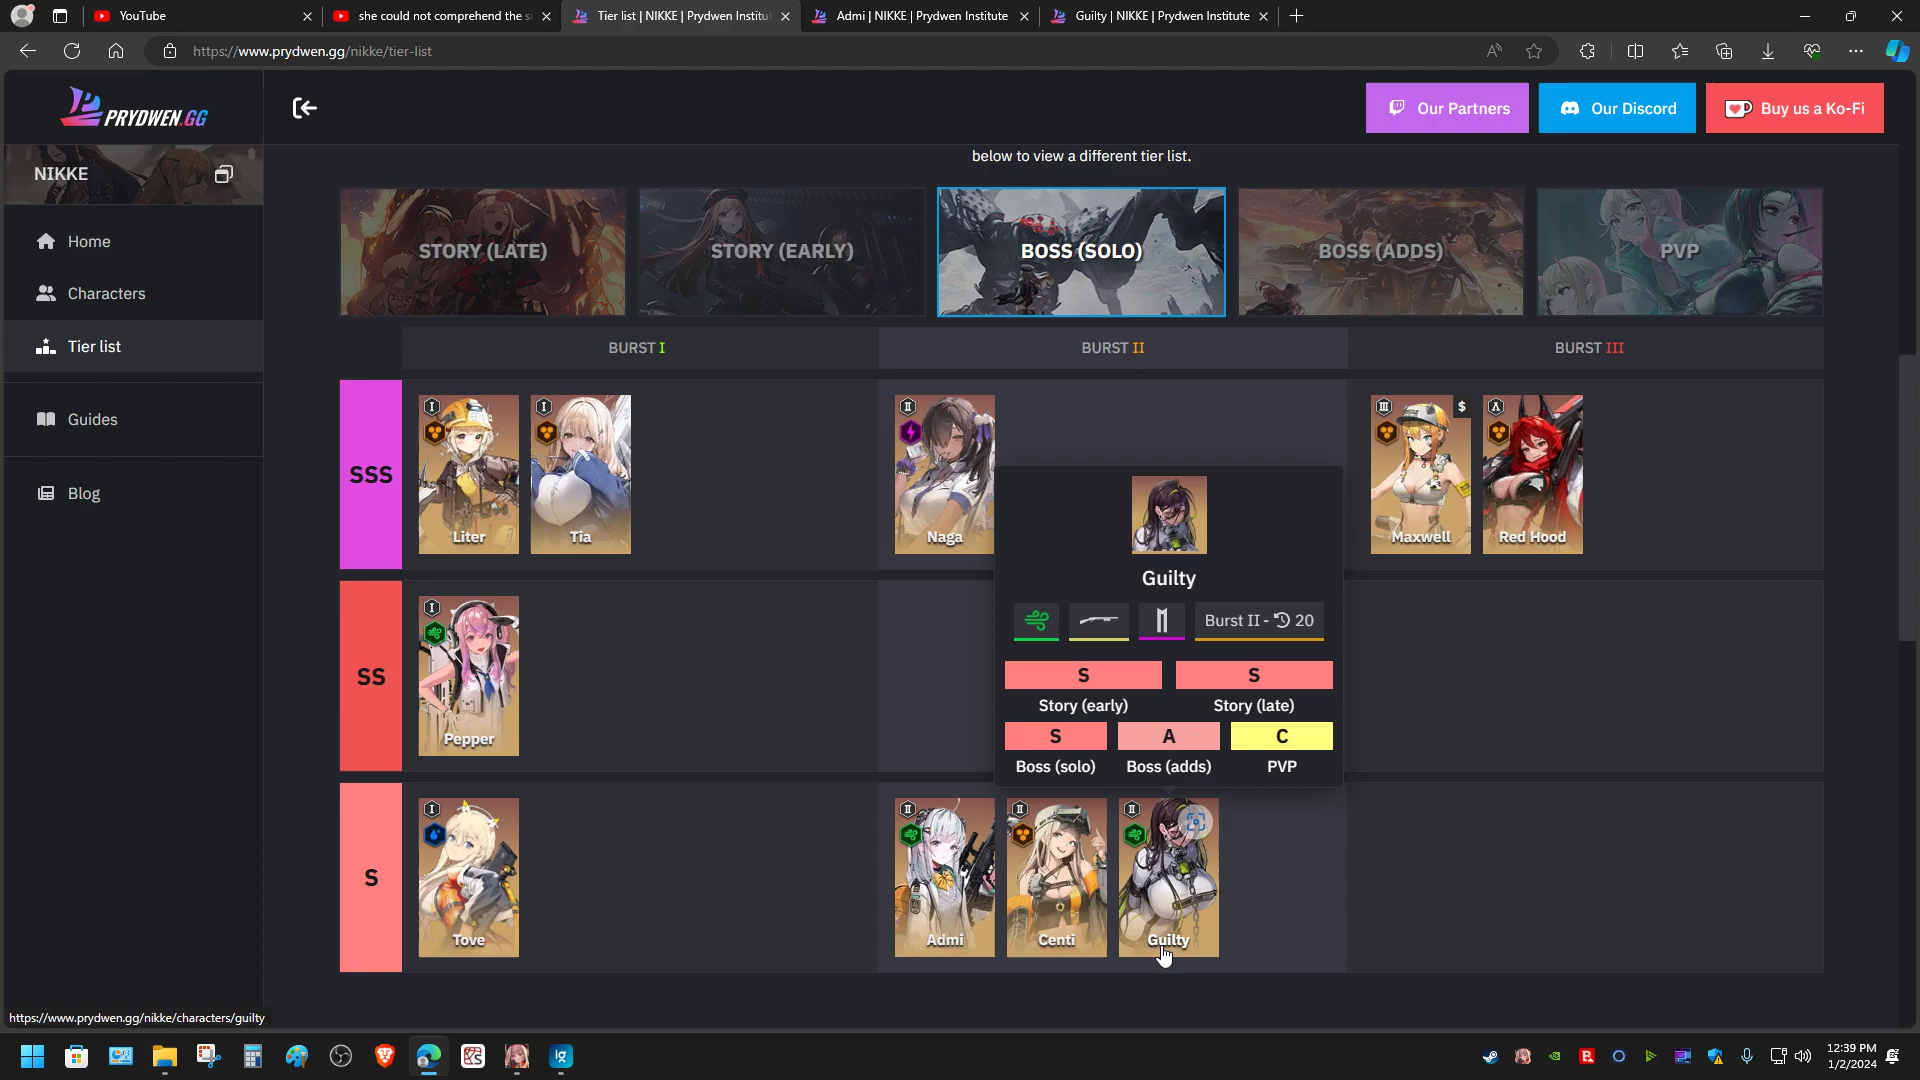 YouTube
she could not comprehend the s
Tier list | NIKKE | Prydwen Institu
Admi | NIKKE | Prydwen Institute
Guilty | NIKKE | Prydwen Institute
https://www.prydwen.gg/nikke/tier-list
PRYDWEN.GG
Our Partners
Our Discord
Buy us a Ko-Fi
NIKKE
Home
Characters
Tier list
Guides
Blog
below to view a different tier list.
STORY (LATE)
STORY (EARLY)
BOSS (SOLO)
BOSS (ADDS)
PVP
BURST I
BURST II
BURST III
SSS
Liter
Tia
Naga
Maxwell
$
Red Hood
Guilty
Burst II - 20
S
S
Story (early)
Story (late)
S
A
C
Boss (solo)
Boss (adds)
PVP
SS
Pepper
S
Tove
Admi
Centi
Guilty
https://www.prydwen.gg/nikke/characters/guilty
12:39 PM
1/2/2024